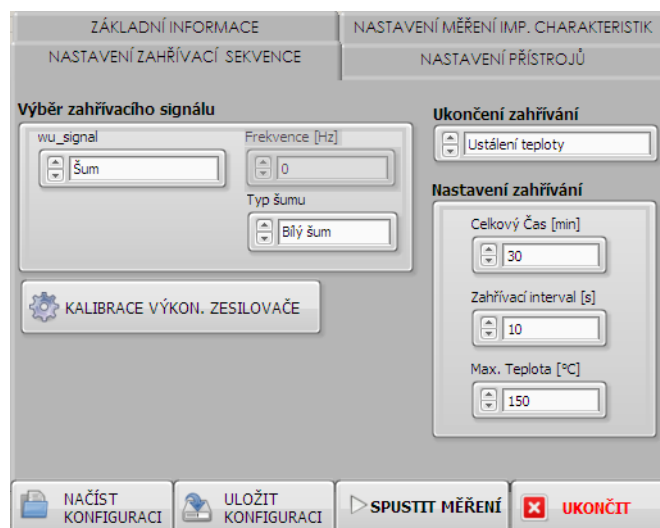 ZÁKLADNÍ INFORMACE
NASTAVENÍ MĚŘENÍ IMP. CHARAKTERISTIK
NASTAVENÍ ZAHŘÍVACÍ SEKVENCE
NASTAVENÍ PŘÍSTROJŮ
Výběr zahřívacího signálu
wu_signal
Frekvence [Hz]
Šum
0
Typ šumu
Bílý šum
KALIBRACE VÝKON. ZESILOVAČE
Ukončení zahřívání
Ustálení teploty
Nastavení zahřívání
Celkový Čas [min]
30
Zahřívací interval [s]
10
Max. Teplota [°C]
150
NAČÍST
KONFIGURACI
ULOŽIT
KONFIGURACI
SPUSTIT MĚŘENÍ
UKONČIT